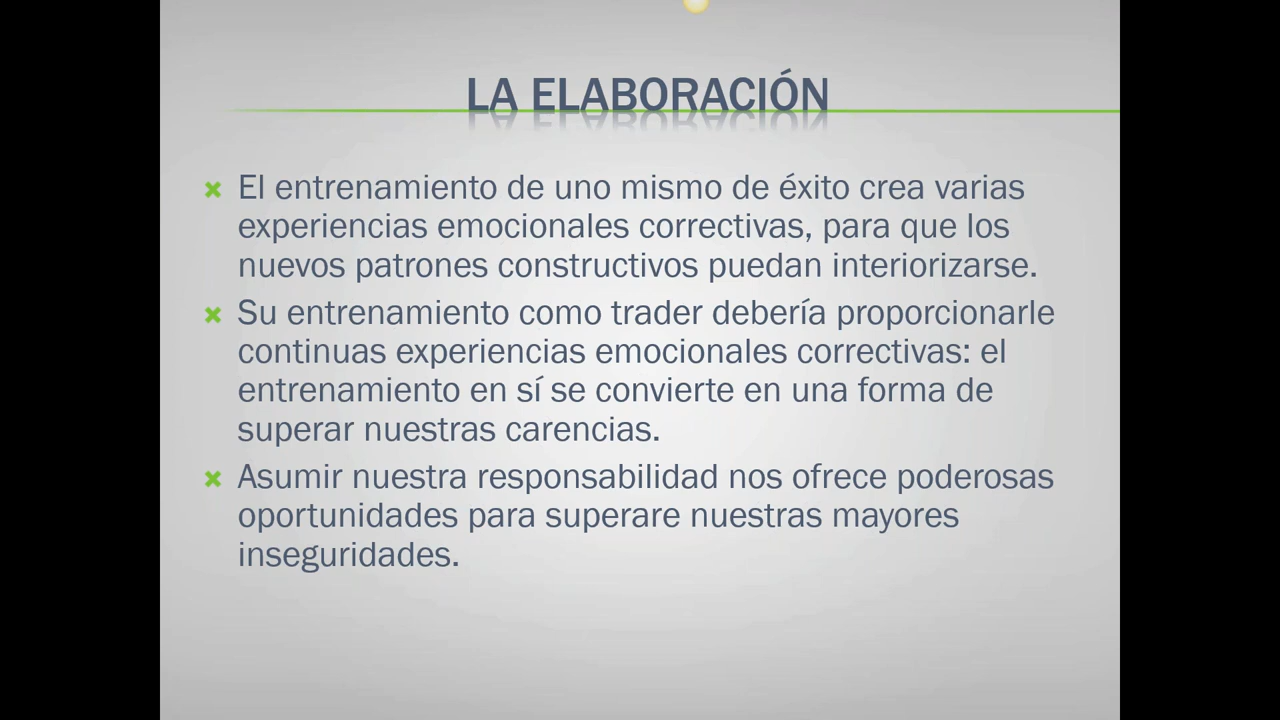 LA ELABORACIÓN
El entrenamiento de uno mismo de éxito crea varias
experiencias emocionales correctivas, para que los
nuevos patrones constructivos puedan interiorizarse.
Su entrenamiento como trader debería proporcionarle
continuas experiencias emocionales correctivas: el
entrenamiento en sí se convierte en una forma de
superar nuestras carencias.
Asumir nuestra responsabilidad nos ofrece poderosas
oportunidades para superare nuestras mayores
inseguridades.